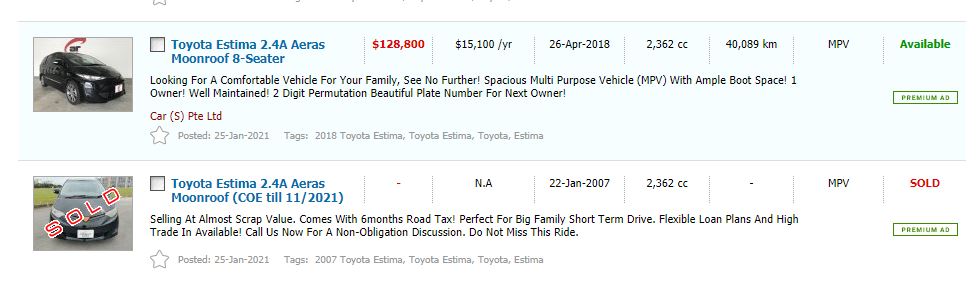 car
Toyota Estima 2.4A Aeras
Moonroof 8-Seater
$128,800
$15,100 /yr
26-Apr-2018
2,362 cc
40,089 km
MPV
Available
Looking For A Comfortable Vehicle For Your Family, See No Further! Spacious Multi Purpose Vehicle (MPV) With Ample Boot Space! 1
Owner! Well Maintained! 2 Digit Permutation Beautiful Plate Number For Next Owner!
PREMIUM AD
Car (S) Pte Ltd
Posted: 25-Jan-2021 Tags: 2018 Toyota Estima, Toyota Estima, Toyota, Estima
SOLD
Toyota Estima 2.4A Aeras
Moonroof (COE till 11/2021)
-
N.A
22-Jan-2007
2,362 cc
-
MPV
SOLD
Selling At Almost Scrap Value. Comes With 6months Road Tax! Perfect For Big Family Short Term Drive. Flexible Loan Plans And High
Trade In Available! Call Us Now For A Non-Obligation Discussion. Do Not Miss This Ride.
PREMIUM AD
Posted: 25-Jan-2021 Tags: 2007 Toyota Estima, Toyota Estima, Toyota, Estima